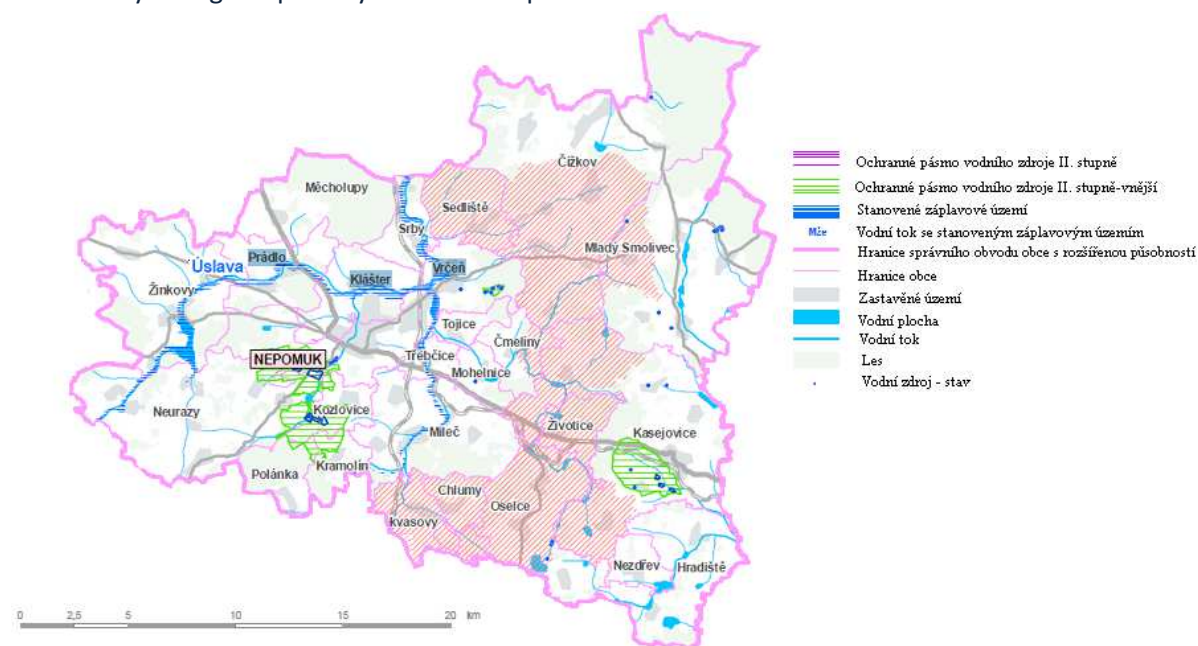 Čížkov
Měcholupy
Sedliště
Srby
Mladý Smolivec
Prádlo
Úslava
Vrčeň
Klášter
Žinkovy
Tojice
Čmelíny
NEPOMUK
Třebčice
Mohelnice
Neurazy
Kozlovice
Životice
Kasejovice
Mileč
Polánka
Kramolín
Chlumy
Oselce
kvasovy
Nezdřev
Hradiště
0 2,5 5 10 15 20 km
Ochranné pásmo vodního zdroje II. stupně
Ochranné pásmo vodního zdroje II. stupně-vnější
Stanovené záplavové území
Mže Vodní tok se stanoveným záplavovým územím
Hranice správního obvodu obce s rozšířenou působností
Hranice obce
Zastavěné území
Vodní plocha
Vodní tok
Les
Vodní zdroj - stav